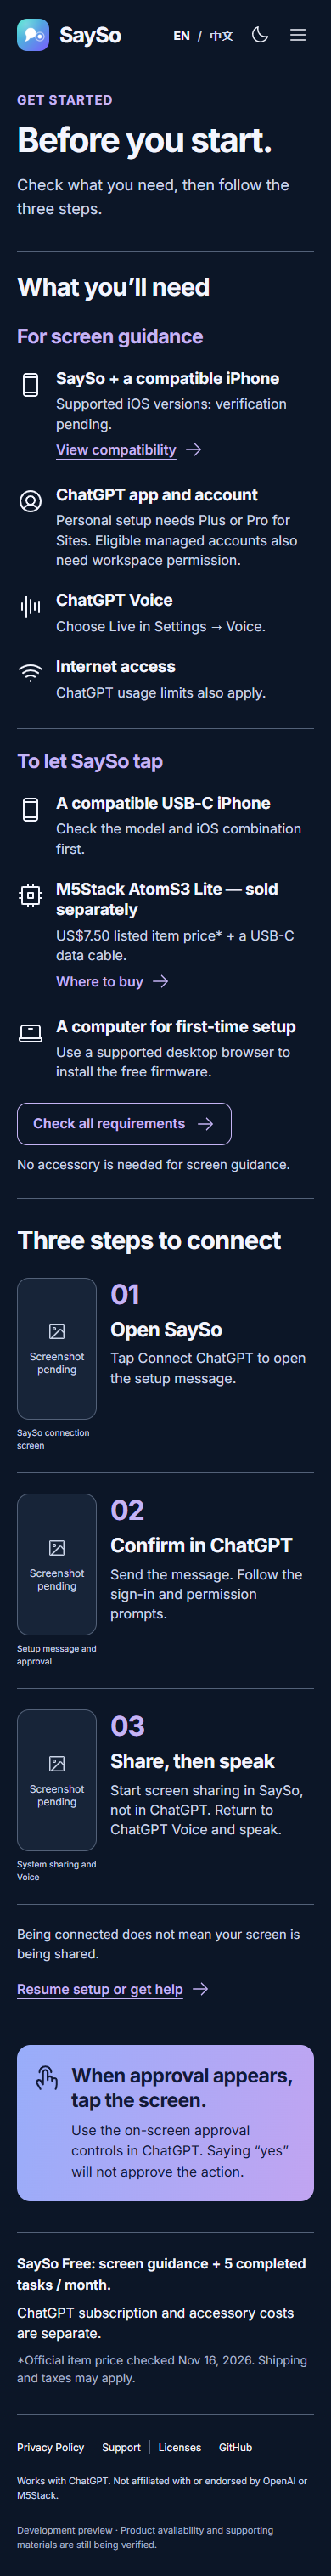 SaySo
EN / 中文
GET STARTED
Before you start.
Check what you need, then follow the
three steps.
What you’ll need
For screen guidance
SaySo + a compatible iPhone
Supported iOS versions: verification
pending.
View compatibility →
ChatGPT app and account
Personal setup needs Plus or Pro for
Sites. Eligible managed accounts also
need workspace permission.
ChatGPT Voice
Choose Live in Settings → Voice.
Internet access
ChatGPT usage limits also apply.
To let SaySo tap
A compatible USB-C iPhone
Check the model and iOS combination
first.
M5Stack AtomS3 Lite — sold
separately
US$7.50 listed item price* + a USB-C
data cable.
Where to buy →
A computer for first-time setup
Use a supported desktop browser to
install the free firmware.
Check all requirements →
No accessory is needed for screen guidance.
Three steps to connect
Screenshot
pending
SaySo connection
screen
01
Open SaySo
Tap Connect ChatGPT to open
the setup message.
Screenshot
pending
Setup message and
approval
02
Confirm in ChatGPT
Send the message. Follow the
sign-in and permission
prompts.
Screenshot
pending
System sharing and
Voice
03
Share, then speak
Start screen sharing in SaySo,
not in ChatGPT. Return to
ChatGPT Voice and speak.
Being connected does not mean your screen is
being shared.
Resume setup or get help →
When approval appears,
tap the screen.
Use the on-screen approval
controls in ChatGPT. Saying “yes”
will not approve the action.
SaySo Free: screen guidance + 5 completed
tasks / month.
ChatGPT subscription and accessory costs
are separate.
*Official item price checked Nov 16, 2026. Shipping
and taxes may apply.
Privacy Policy | Support | Licenses | GitHub
Works with ChatGPT. Not affiliated with or endorsed by OpenAI or
M5Stack.
Development preview · Product availability and supporting
materials are still being verified.